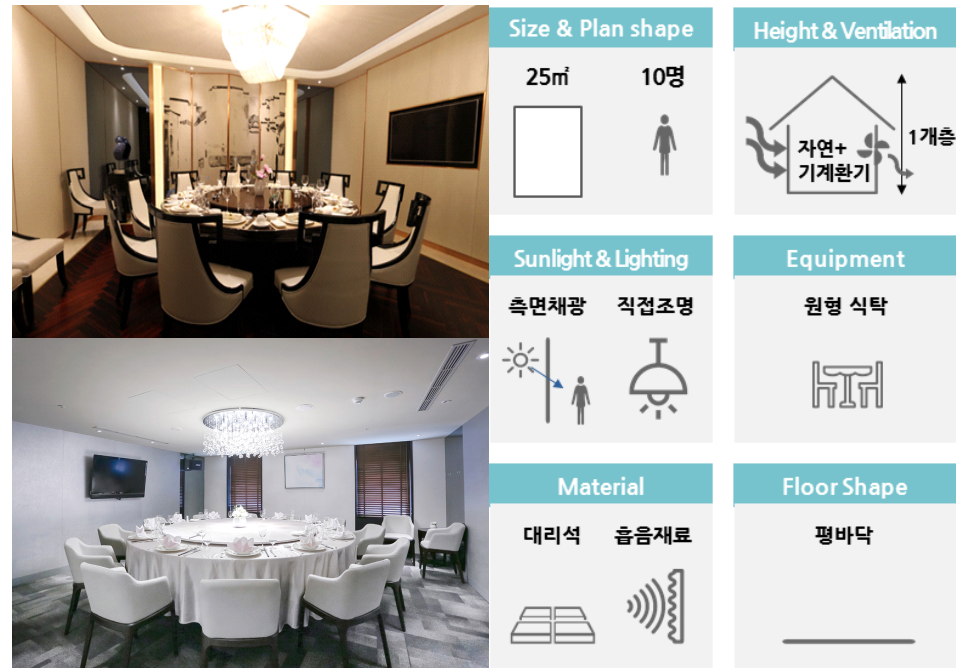 Size & Plan shape
25㎡ 10명
Height & Ventilation
자연+
기계환기
1개층
Sunlight & Lighting
측면채광 직접조명
Equipment
원형 식탁
Material
대리석 흡음재료
Floor Shape
평바닥